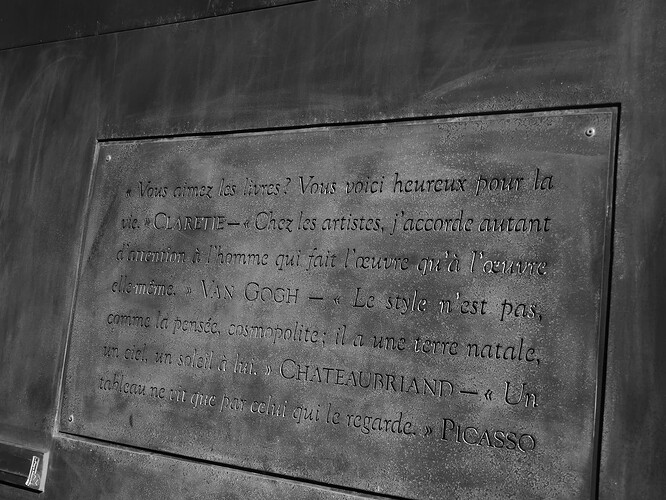 « Vous aimez les livres ? Vous voici heureux pour la
vie. » CLARETIE – « Chez les artistes, j'accorde autant
d'attention à l'homme qui fait l'œuvre qu'à l'œuvre
elle-même. » VAN GOGH – « Le style n'est pas,
comme la pensée, cosmopolite ; il a une terre natale,
un ciel, un soleil à lui. » CHATEAUBRIAND – « Un
tableau ne vit que par celui qui le regarde. » PICASSO